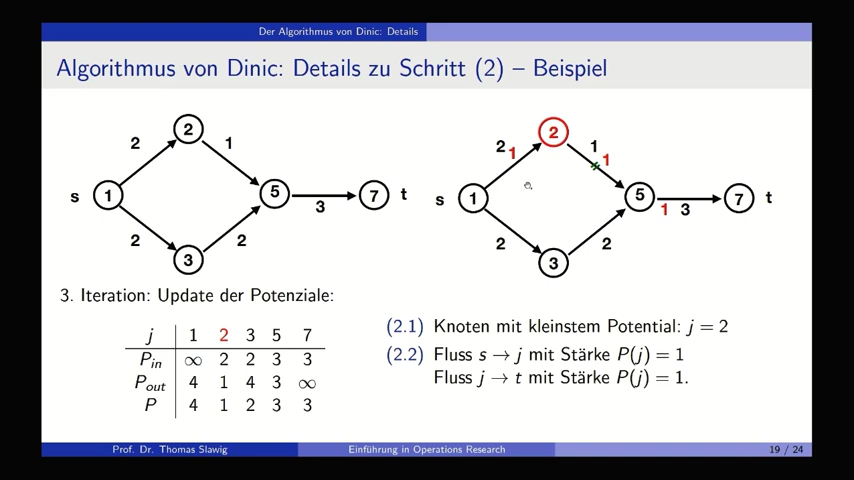 Der Algorithmus von Dinic: Details
Algorithmus von Dinic: Details zu Schritt (2) – Beispiel
2 2 1
s 1 5 3 7 t
2 3 2
2 1 2 1 1
s 1 5 1 3 7 t
2 3 2
3. Iteration: Update der Potenziale:
j 1 2 3 5 7
P_in ∞ 2 2 3 3
P_out 4 1 4 3 ∞
P 4 1 2 3 3
(2.1) Knoten mit kleinstem Potential: j = 2
(2.2) Fluss s → j mit Stärke P(j) = 1
Fluss j → t mit Stärke P(j) = 1.
Prof. Dr. Thomas Slawig Einführung in Operations Research 19 / 24